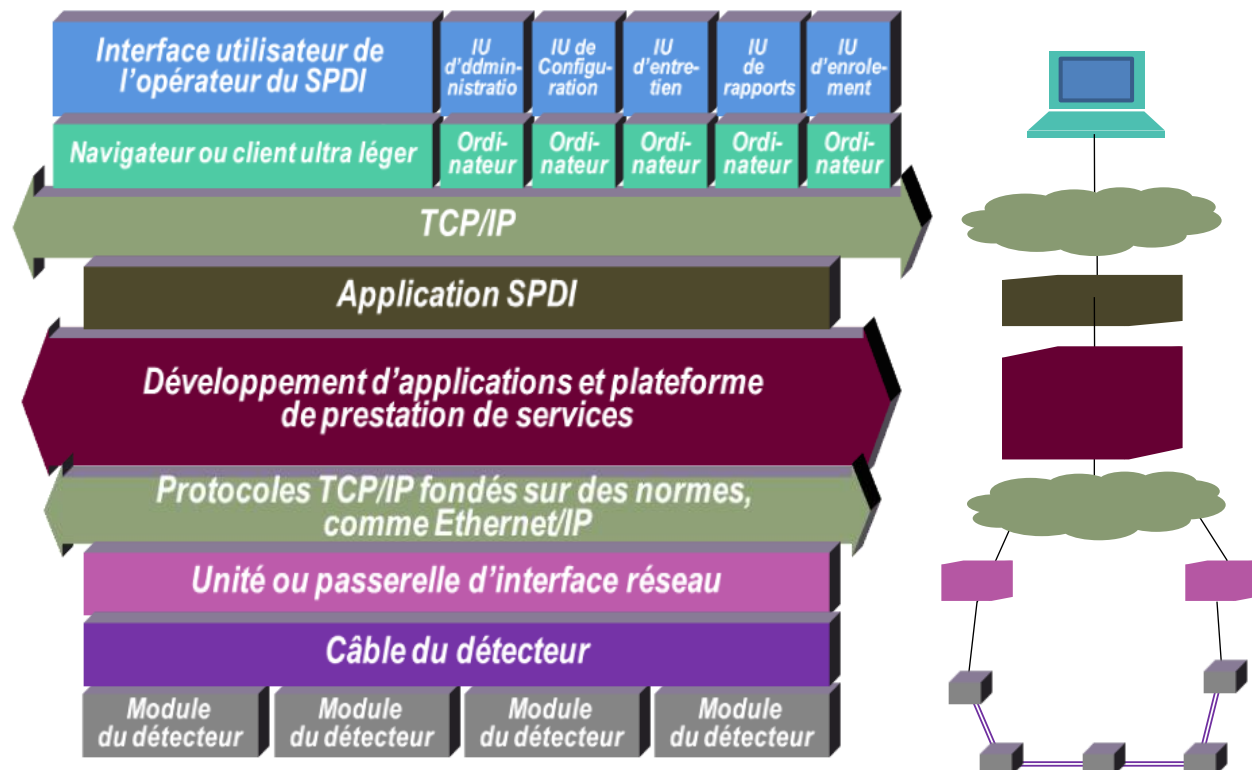 Interface utilisateur de
l'opérateur du SPDI
IU
d'ddmi-
nistratio
IU de
Configu-
ration
IU
d'entre-
tien
IU
de
rapports
IU
d'enrole-
ment
Navigateur ou client ultra léger
Ordi-
nateur
Ordi-
nateur
Ordi-
nateur
Ordi-
nateur
Ordi-
nateur
TCP/IP
Application SPDI
Développement d'applications et plateforme
de prestation de services
Protocoles TCP/IP fondés sur des normes,
comme Ethernet/IP
Unité ou passerelle d'interface réseau
Câble du détecteur
Module
du détecteur
Module
du détecteur
Module
du détecteur
Module
du détecteur